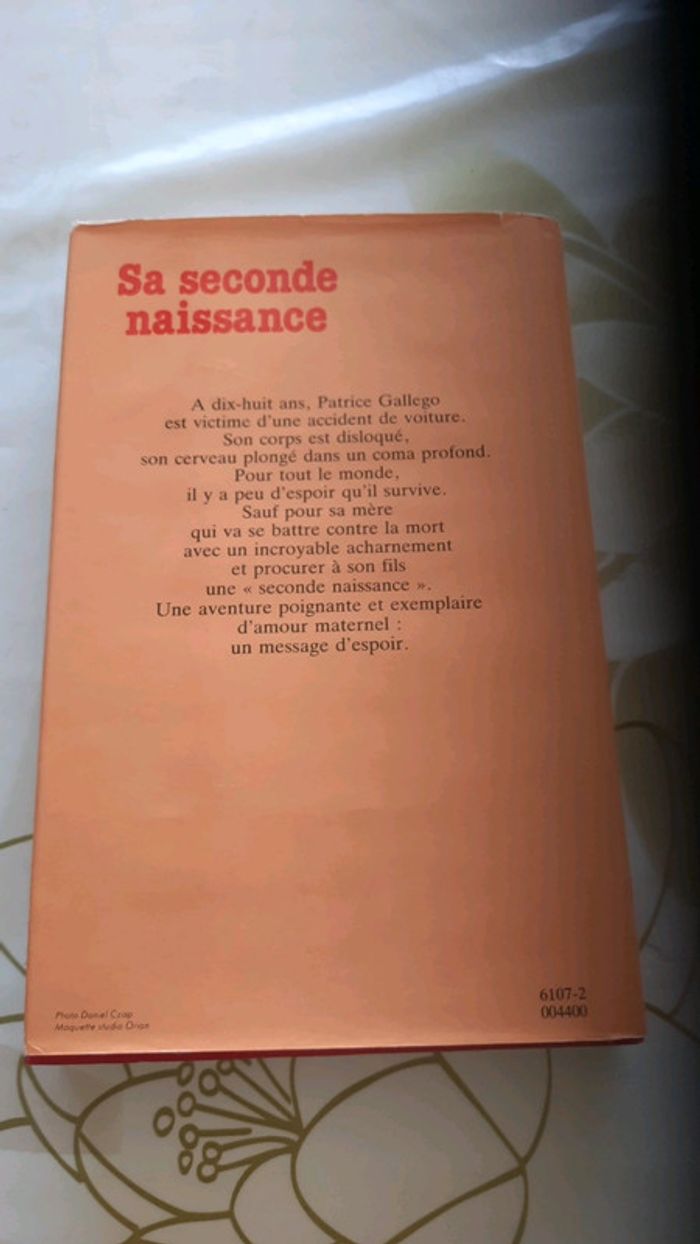 Sa seconde
naissance
A dix-huit ans, Patrice Gallego
est victime d'une accident de voiture.
Son corps est disloqué,
son cerveau plongé dans un coma profond.
Pour tout le monde,
il y a peu d'espoir qu'il survive.
Sauf pour sa mère
qui va se battre contre la mort
avec un incroyable acharnement
et procurer à son fils
une « seconde naissance ».
Une aventure poignante et exemplaire
d'amour maternel :
un message d'espoir.
6107-2
004400
Photo Daniel Czap
Maquette studio Orian